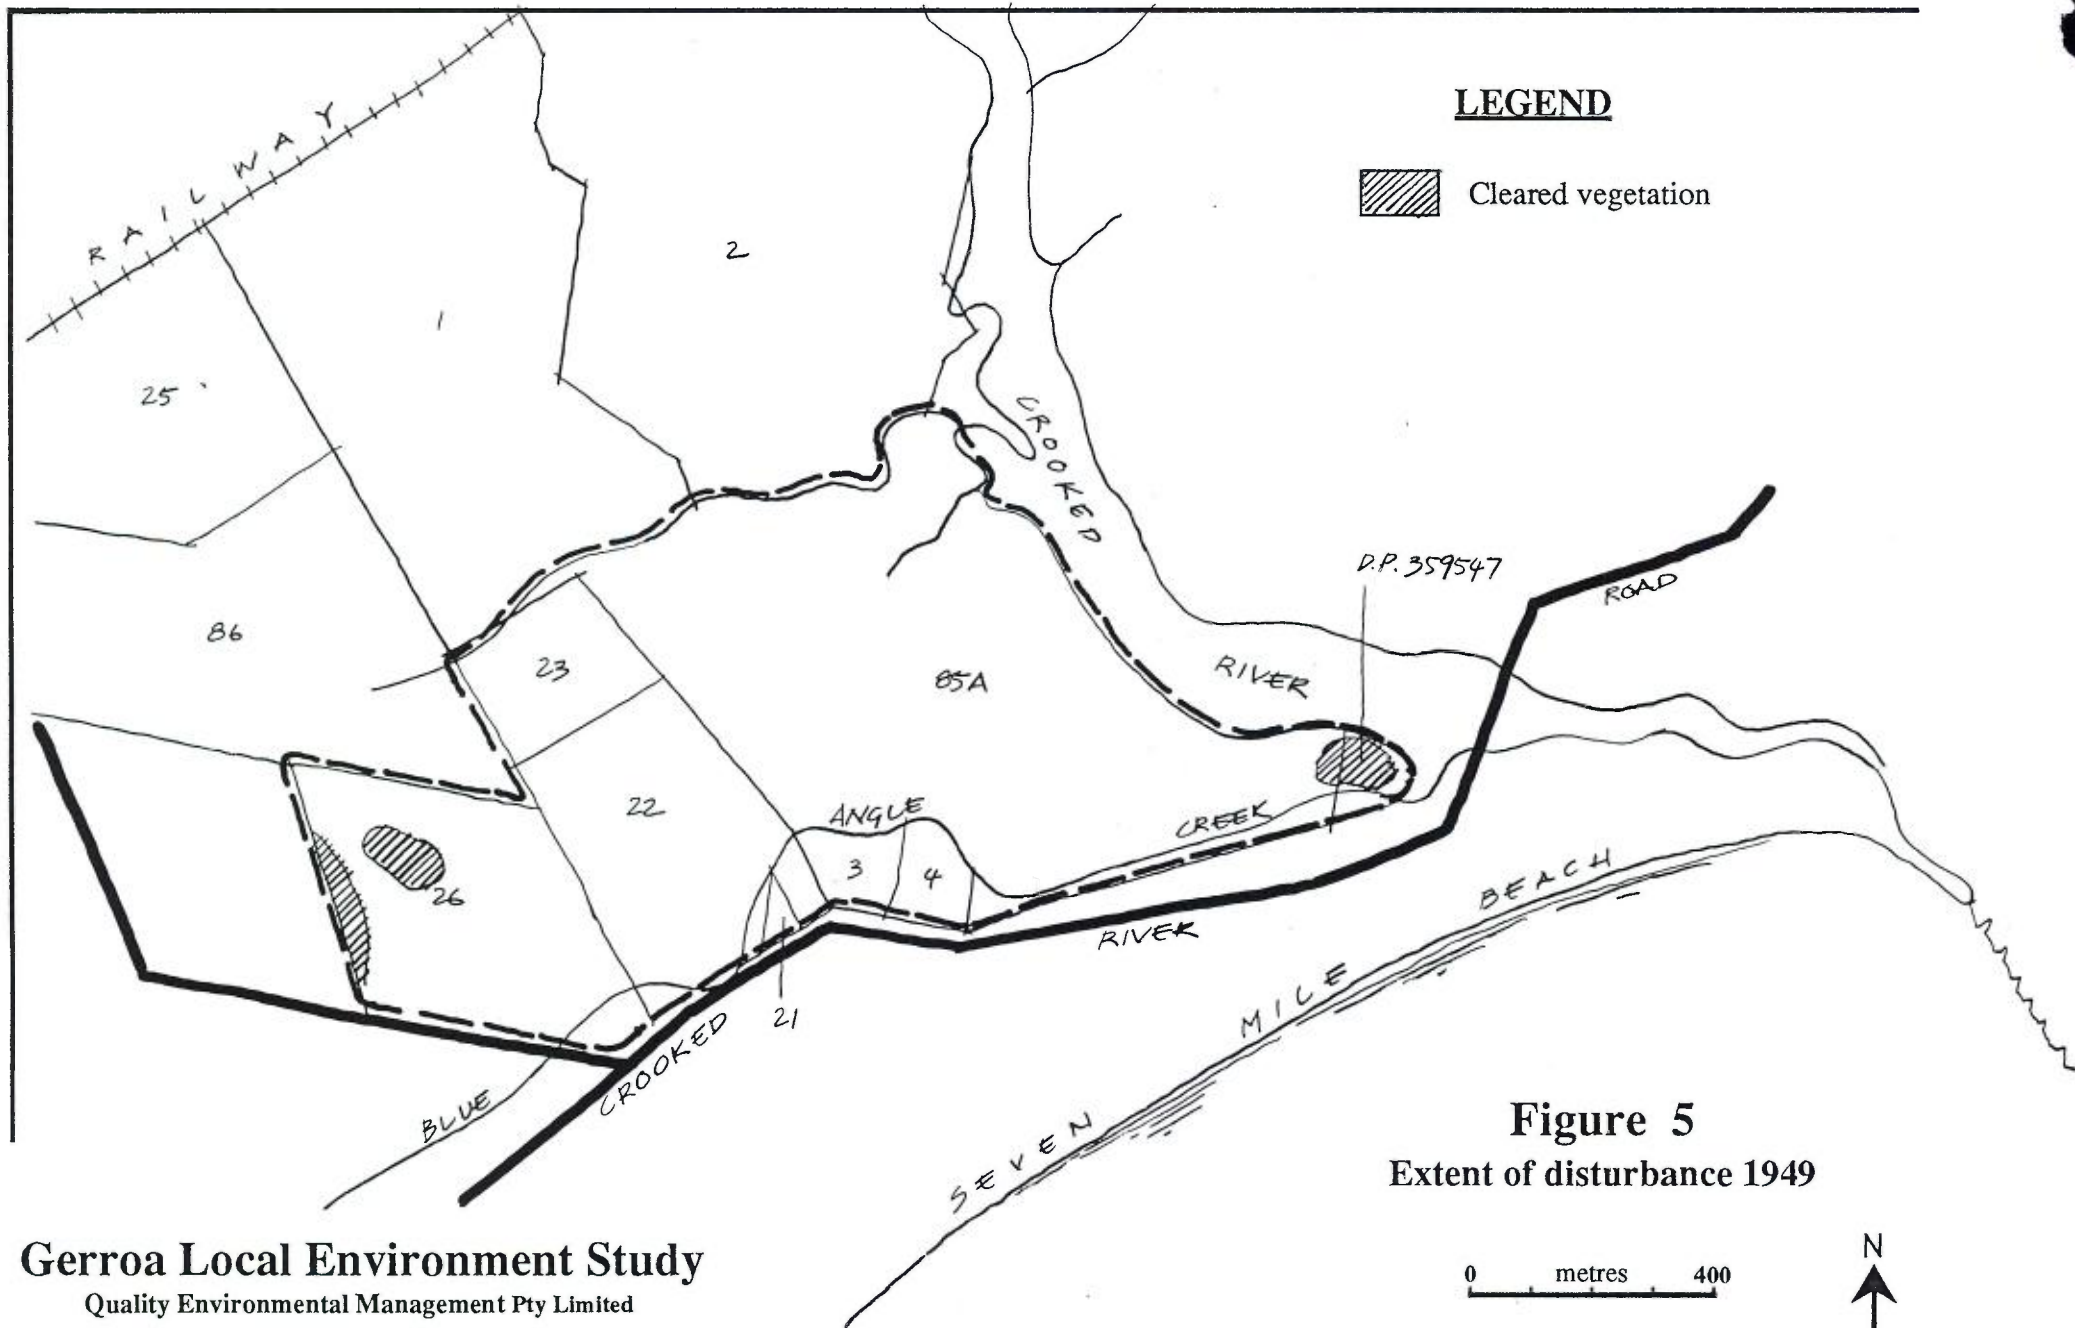 LEGEND
Cleared vegetation
RAILWAY
2
1
25
CROOKED
D.P. 359547
ROAD
86
23
85A
RIVER
22
ANGLE
CREEK
3
4
26
BEACH
RIVER
MILE
21
CROOKED
BLUE
SEVEN
Figure 5
Extent of disturbance 1949
Gerroa Local Environment Study
Quality Environmental Management Pty Limited
0 metres 400
N